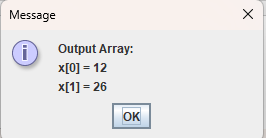 Message
Output Array:
x[0] = 12
x[1] = 26
OK